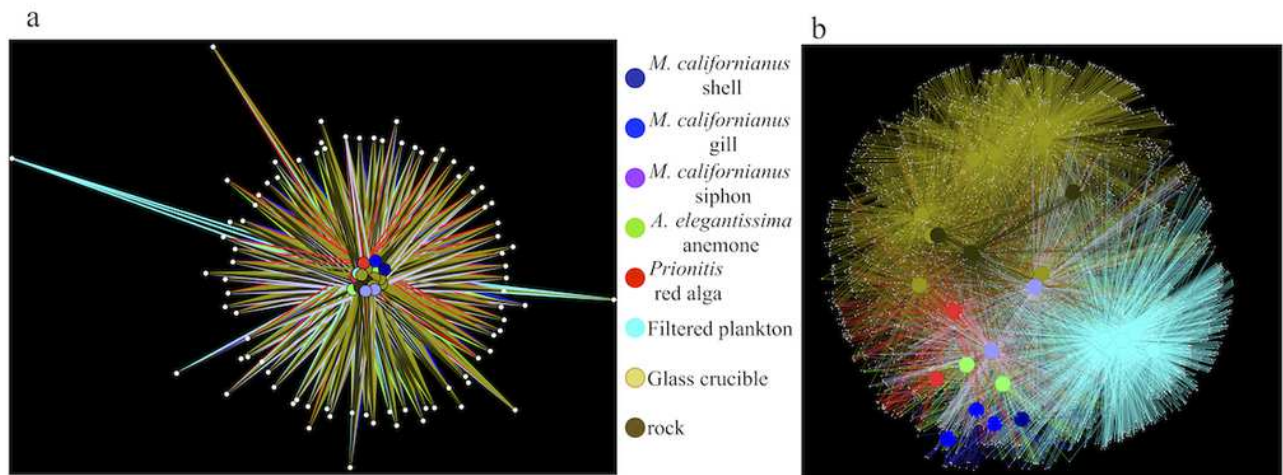 a
b
M. californianus
shell
M. californianus
gill
M. californianus
siphon
A. elegantissima
anemone
Prionitis
red alga
Filtered plankton
Glass crucible
rock